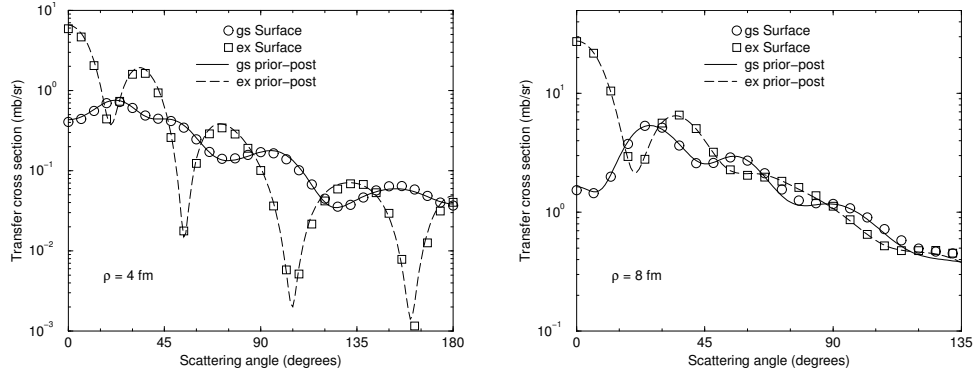 10^1
10^0
10^-1
10^-2
10^-3
Transfer cross section (mb/sr)
gs Surface
ex Surface
gs prior−post
ex prior−post
ρ = 4 fm
0 45 90 135 180
Scattering angle (degrees)
10^1
10^0
10^-1
Transfer cross section (mb/sr)
gs Surface
ex Surface
gs prior−post
ex prior−post
ρ = 8 fm
0 45 90 135
Scattering angle (degrees)